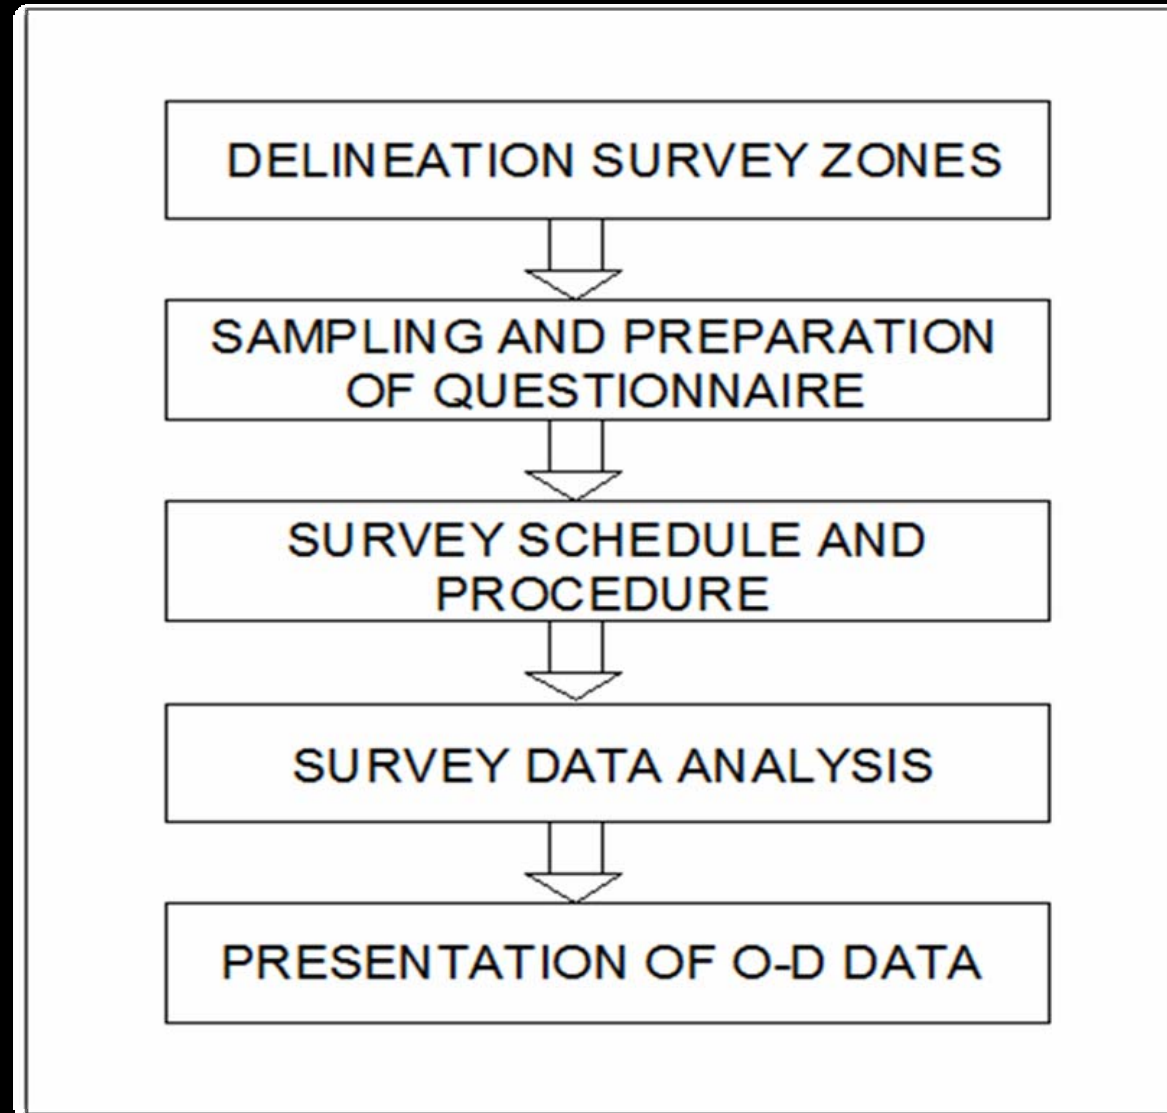 DELINEATION SURVEY ZONES
SAMPLING AND PREPARATION
OF QUESTIONNAIRE
SURVEY SCHEDULE AND
PROCEDURE
SURVEY DATA ANALYSIS
PRESENTATION OF O-D DATA